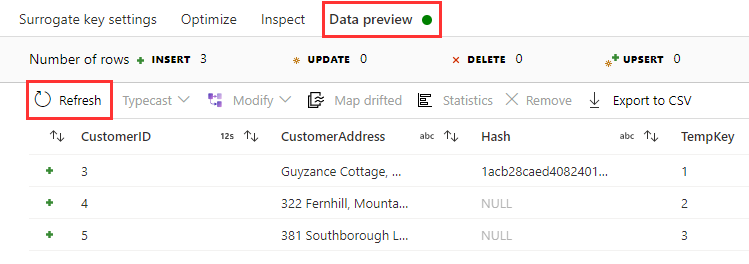 Surrogate key settings Optimize Inspect Data preview
Number of rows INSERT 3 UPDATE 0 DELETE 0 UPSERT 0
Refresh Typecast Modify Map drifted Statistics Remove Export to CSV
CustomerID 12s CustomerAddress abc Hash abc TempKey
3 Guyzance Cottage, ... 1acb28caed4082401... 1
4 322 Fernhill, Mounta... NULL 2
5 381 Southborough L... NULL 3